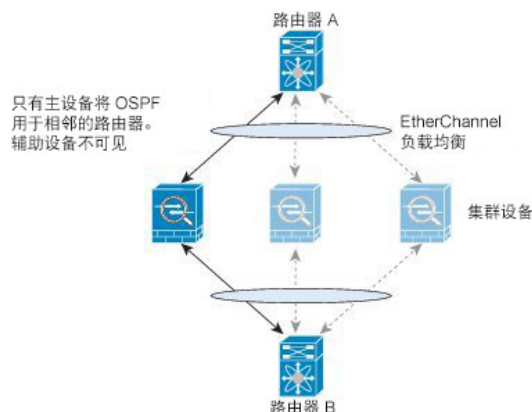 路由器 A
只有主设备将 OSPF
用于相邻的路由器。
辅助设备不可见
EtherChannel
负载均衡
集群设备
路由器 B